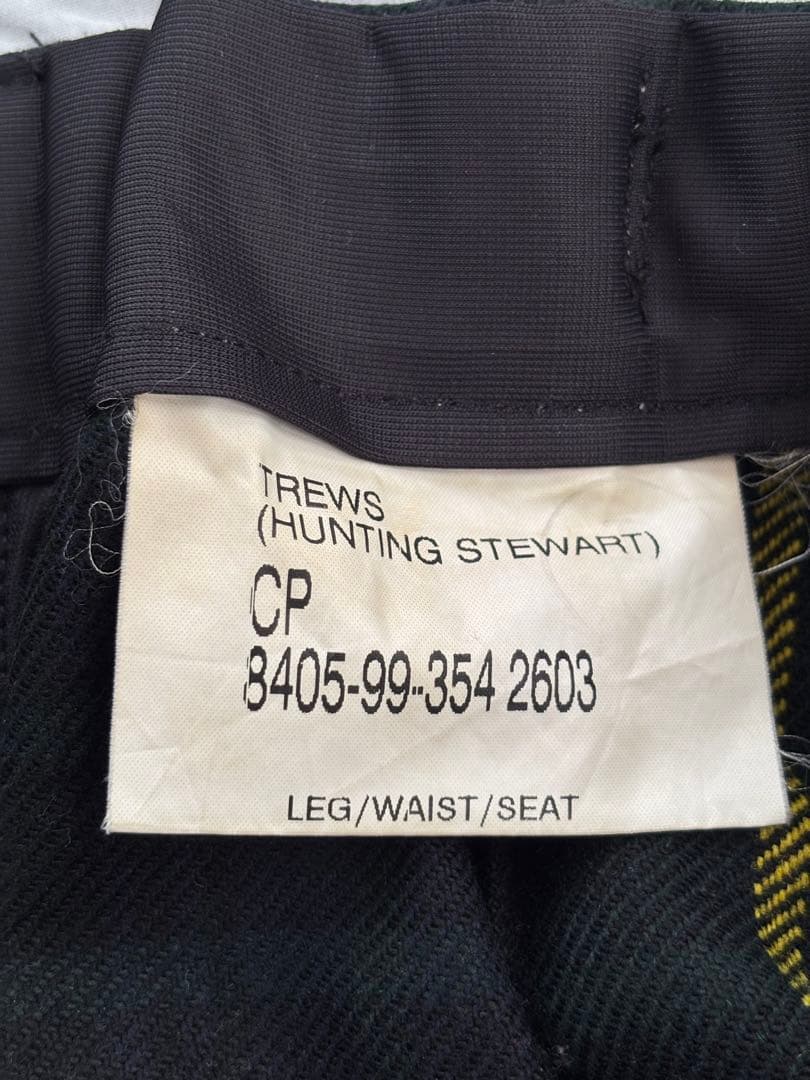 TREWS
(HUNTING STEWART)
CP
8405-99-354 2603
LEG/WAIST/SEAT